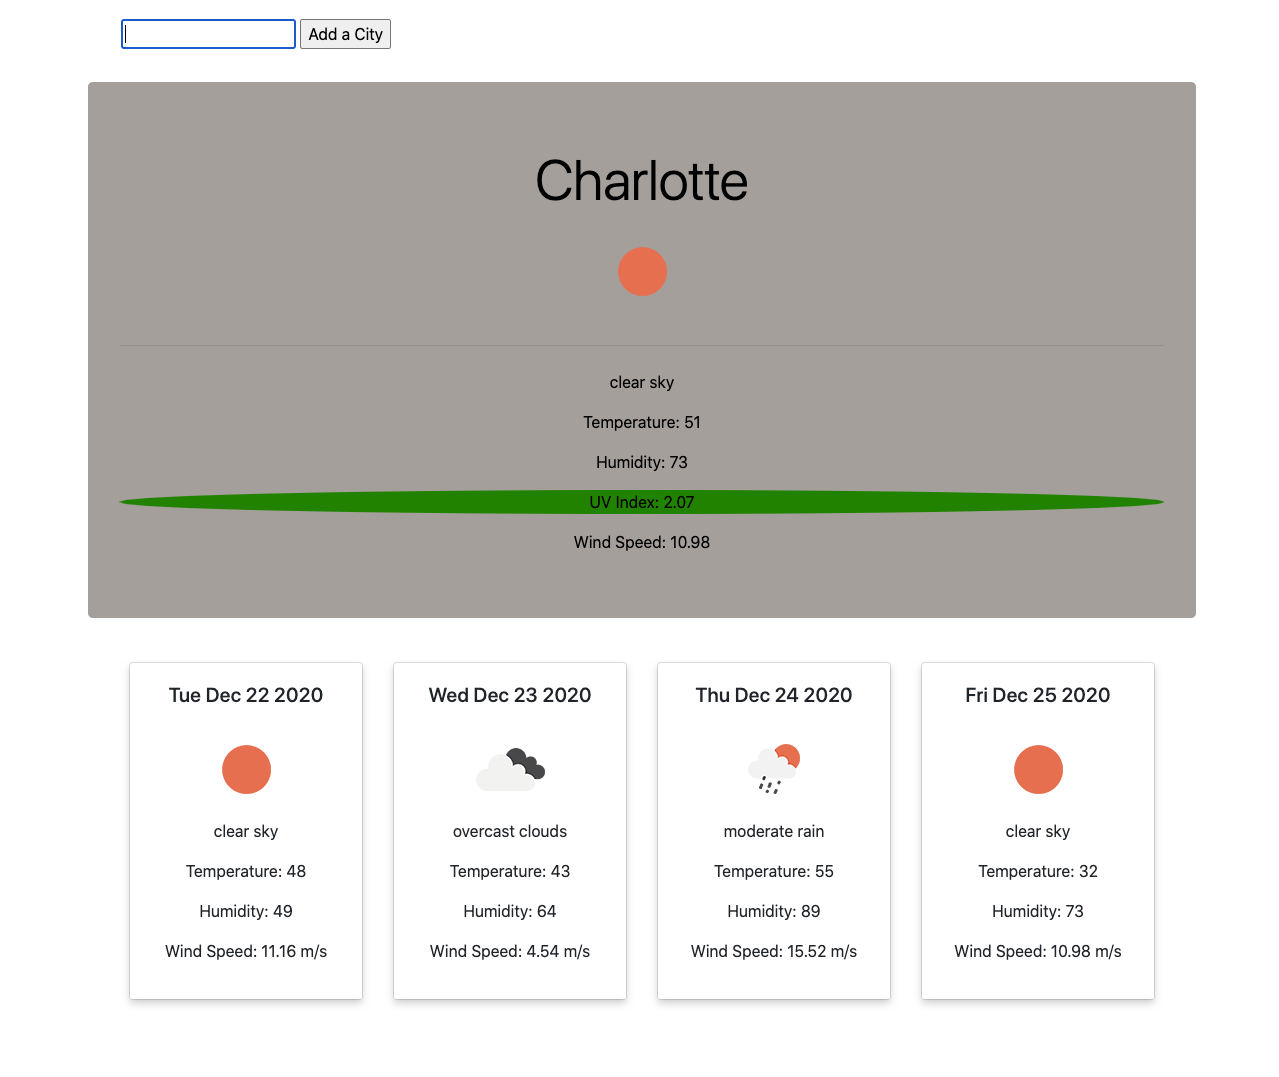 Add a City
Charlotte
clear sky
Temperature: 51
Humidity: 73
UV Index: 2.07
Wind Speed: 10.98
Tue Dec 22 2020
clear sky
Temperature: 48
Humidity: 49
Wind Speed: 11.16 m/s
Wed Dec 23 2020
overcast clouds
Temperature: 43
Humidity: 64
Wind Speed: 4.54 m/s
Thu Dec 24 2020
moderate rain
Temperature: 55
Humidity: 89
Wind Speed: 15.52 m/s
Fri Dec 25 2020
clear sky
Temperature: 32
Humidity: 73
Wind Speed: 10.98 m/s